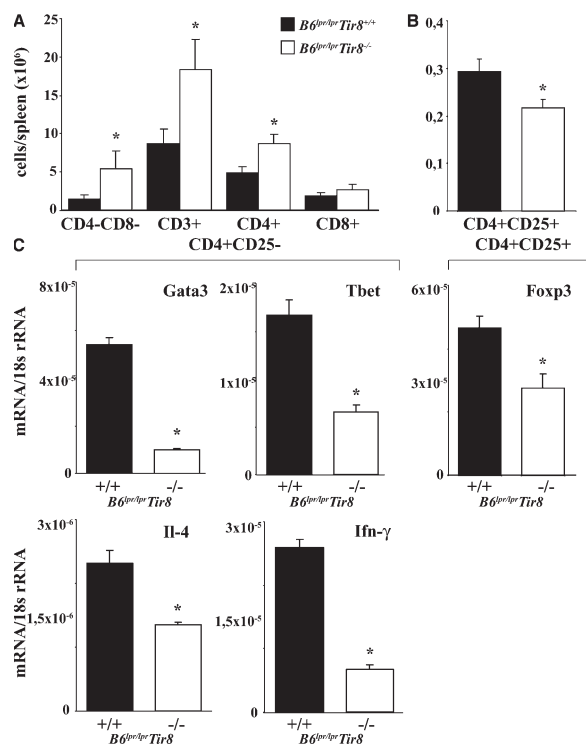 A
B6lpr/lprTir8+/+
B6lpr/lprTir8-/-
cells/spleen (x10⁶)
25
20
15
10
5
0
*
*
*
CD4-CD8-
CD3+
CD4+
CD8+
B
0,4
0,3
0,2
0,1
0
*
CD4+CD25+
C
CD4+CD25-
CD4+CD25+
mRNA/18s rRNA
8x10⁻⁵
4x10⁻⁵
0
Gata3
*
+/+
-/-
B6lpr/lprTir8
2x10⁻⁵
1x10⁻⁵
0
Tbet
*
+/+
-/-
B6lpr/lprTir8
6x10⁻⁵
3x10⁻⁵
0
Foxp3
*
+/+
-/-
B6lpr/lprTir8
mRNA/18s rRNA
3x10⁻⁶
1,5x10⁻⁶
0
Il-4
*
+/+
-/-
B6lpr/lprTir8
3x10⁻⁵
1,5x10⁻⁵
0
Ifn-γ
*
+/+
-/-
B6lpr/lprTir8